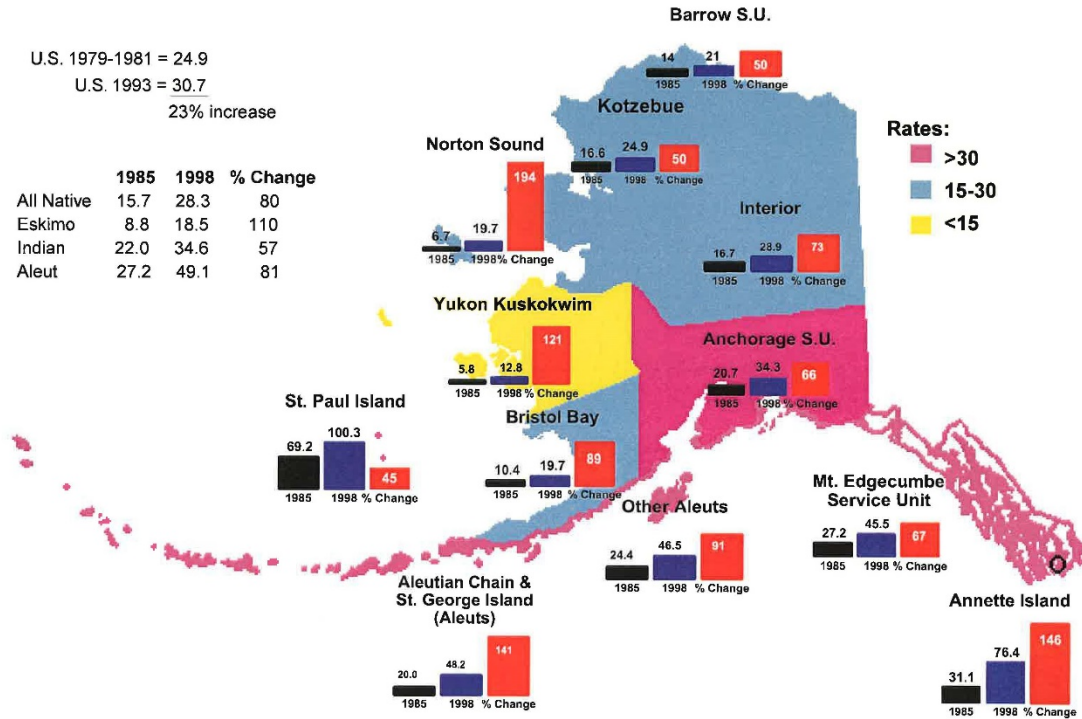 Barrow S.U.
14 21 50
1985 1998 % Change
U.S. 1979-1981 = 24.9
U.S. 1993 = 30.7
23% increase
1985 1998 % Change
All Native 15.7 28.3 80
Eskimo 8.8 18.5 110
Indian 22.0 34.6 57
Aleut 27.2 49.1 81
Kotzebue
16.6 24.9 50
1985 1998 % Change
Norton Sound
6.7 19.7 194
1985 1998 % Change
Rates:
>30
15-30
<15
Interior
16.7 28.9 73
1985 1998 % Change
Yukon Kuskokwim
5.8 12.8 121
1985 1998 % Change
Anchorage S.U.
20.7 34.3 66
1985 1998 % Change
St. Paul Island
69.2 100.3 45
1985 1998 % Change
Bristol Bay
10.4 19.7 89
1985 1998 % Change
Mt. Edgecumbe
Service Unit
27.2 45.5 67
1985 1998 % Change
Other Aleuts
24.4 46.5 91
1985 1998 % Change
Aleutian Chain &
St. George Island
(Aleuts)
20.0 48.2 141
1985 1998 % Change
Annette Island
31.1 76.4 146
1985 1998 % Change